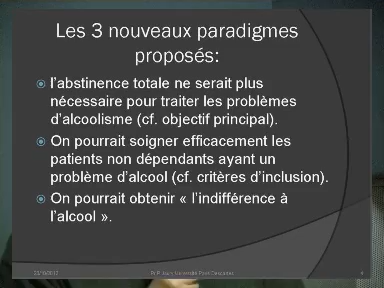 Les 3 nouveaux paradigmes
proposés:
l'abstinence totale ne serait plus
nécessaire pour traiter les problèmes
d'alcoolisme (cf. objectif principal).
On pourrait soigner efficacement les
patients non dépendants ayant un
problème d'alcool (cf. critères d'inclusion).
On pourrait obtenir « l'indifférence à
l'alcool ».